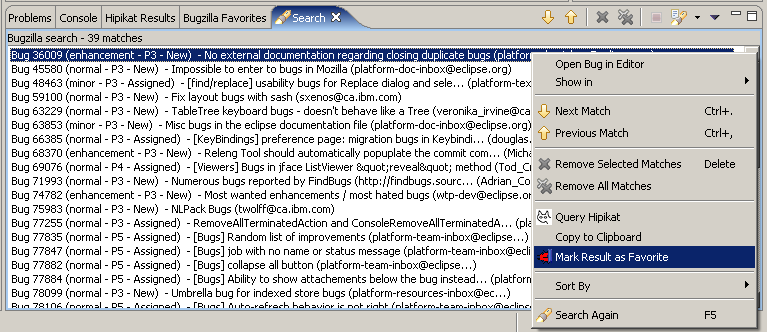 Problems Console Hipikat Results Bugzilla Favorites Search
Bugzilla search - 39 matches
Bug 36009 (enhancement - P3 - New) - No external documentation regarding closing duplicate bugs (platform-
Bug 45580 (normal - P3 - New) - Impossible to enter to bugs in Mozilla (platform-doc-inbox@eclipse.org)
Bug 48463 (minor - P3 - Assigned) - [find/replace] usability bugs for Replace dialog and sele... (platform-tex
Bug 59100 (normal - P3 - New) - Fix layout bugs with sash (sxenos@ca.ibm.com)
Bug 63229 (normal - P3 - New) - TableTree keyboard bugs - doesn't behave like a Tree (veronika_irvine@ca
Bug 63853 (minor - P3 - New) - Misc bugs in the eclipse documentation file (platform-doc-inbox@eclipse.org)
Bug 66385 (normal - P3 - Assigned) - [KeyBindings] preference page: migration bugs in Keybindi... (douglas.
Bug 68370 (enhancement - P3 - New) - Releng Tool should automatically popuplate the commit com... (Micha
Bug 69076 (normal - P4 - Assigned) - [Viewers] Bugs in jface ListViewer &quot;reveal&quot; method (Tod_C
Bug 71993 (normal - P3 - New) - Numerous bugs reported by FindBugs (http://findbugs.sourc... (Adrian_Co
Bug 74782 (enhancement - P3 - New) - Most wanted enhancements / most hated bugs (wtp-dev@eclipse.org)
Bug 75983 (normal - P3 - New) - NLPack Bugs (twolff@ca.ibm.com)
Bug 77255 (normal - P3 - Assigned) - RemoveAllTerminatedAction and ConsoleRemoveAllTerminatedA... (platfor
Bug 77835 (normal - P5 - Assigned) - [Bugs] Random list of improvements (platform-team-inbox@eclipse.org)
Bug 77847 (normal - P5 - Assigned) - [Bugs] job with no name or status message (platform-team-inbox@eclipse.
Bug 77882 (normal - P5 - Assigned) - [Bugs] collapse all button (platform-team-inbox@eclipse.org)
Bug 77884 (normal - P5 - Assigned) - [Bugs] Ability to show attachements below the bug instead... (platform-tea
Bug 78099 (normal - P3 - New) - Umbrella bug for indexed store bugs (platform-resources-inbox@ec...
Bug 78106 (normal - P5 - Assigned) - [Bugs] Auto-refresh behavior is not right (platform-team-inbox@eclipse.org)
Open Bug in Editor
Show in
Next Match Ctrl+.
Previous Match Ctrl+,
Remove Selected Matches Delete
Remove All Matches
Query Hipikat
Copy to Clipboard
Mark Result as Favorite
Sort By
Search Again F5